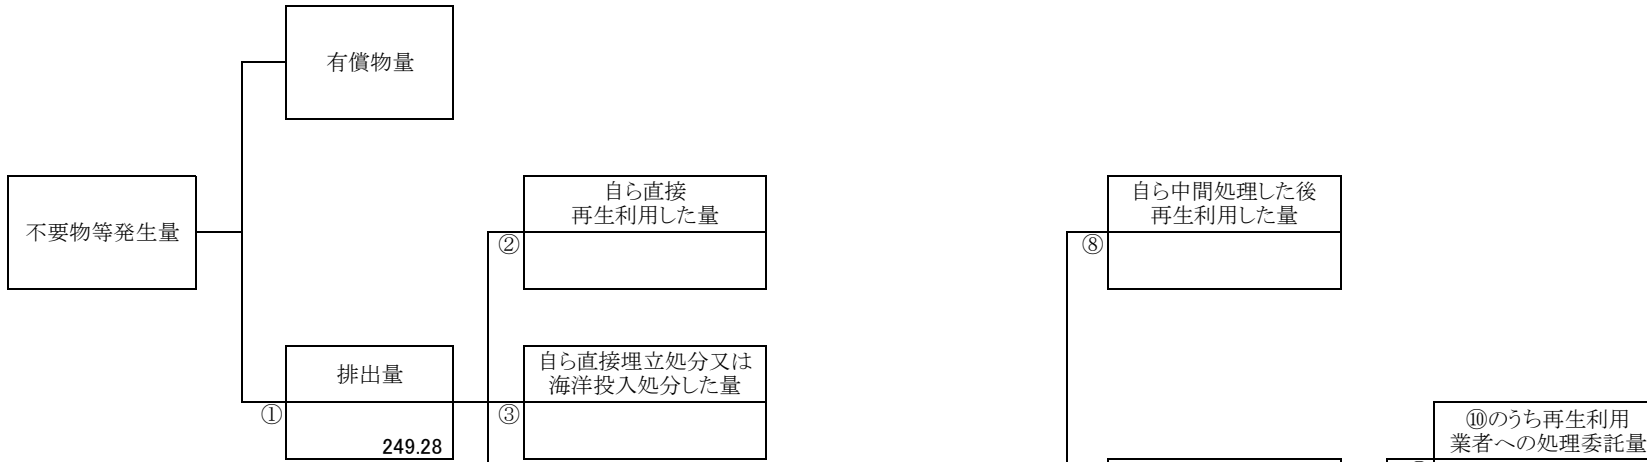 有償物量
不要物等発生量
自ら直接
再生利用した量
②
自ら中間処理した後
再生利用した量
⑧
排出量
①
249.28
自ら直接埋立処分又は
海洋投入処分した量
③
⑩のうち再生利用
業者への処理委託量